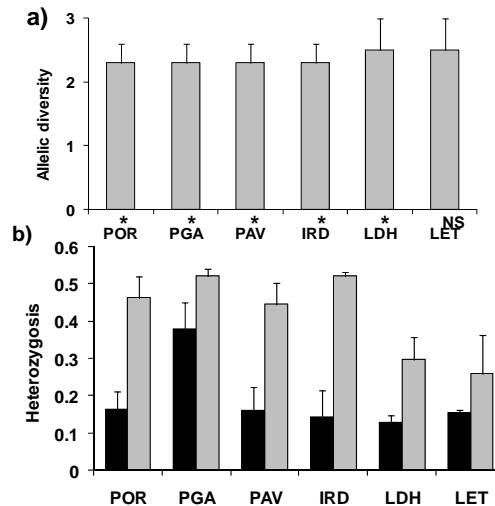 a)
3
2
1
0
Allelic diversity
* * * * * NS
POR PGA PAV IRD LDH LET
b)
0.6
0.5
0.4
0.3
0.2
0.1
0
Heterozygosis
POR PGA PAV IRD LDH LET